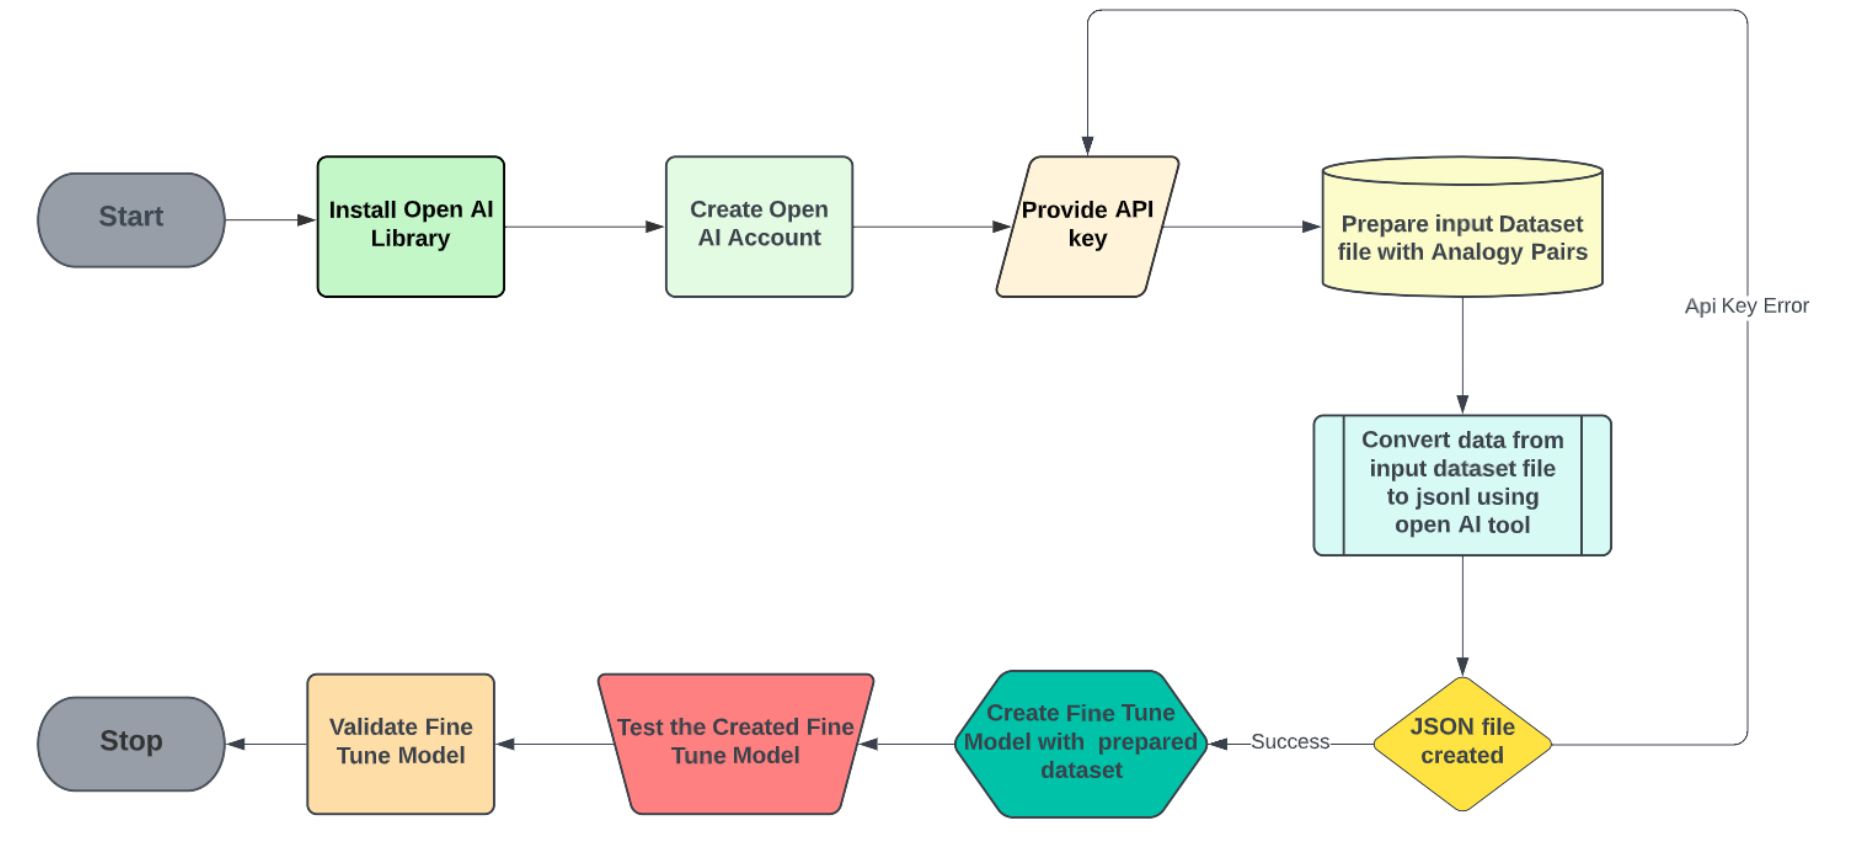 Start
Install Open AI
Library
Create Open
AI Account
Provide API
key
Prepare input Dataset
file with Analogy Pairs
Api Key Error
Convert data from
input dataset file
to jsonl using
open AI tool
JSON file
created
Success
Create Fine Tune
Model with prepared
dataset
Test the Created Fine
Tune Model
Validate Fine
Tune Model
Stop